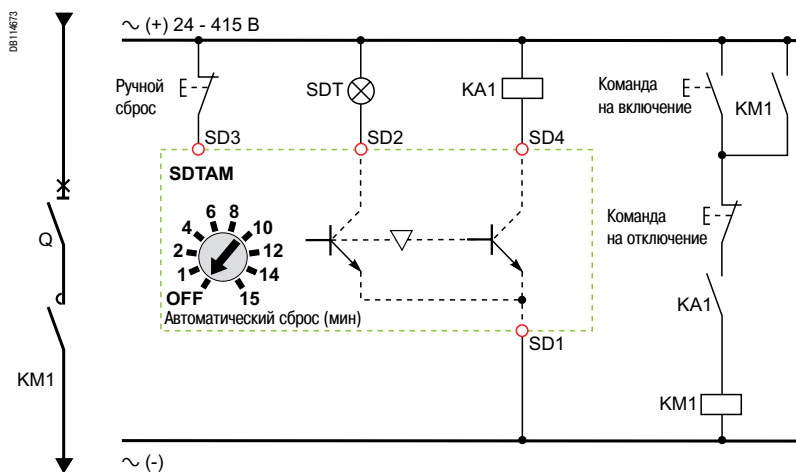 DB114673
~ (+) 24 - 415 В
Ручной
сброс
SDT
KA1
Команда
на включение
KM1
SD3
SD2
SD4
SDTAM
Q
OFF
1
2
4
6
8
10
12
14
15
Автоматический сброс (мин)
Команда
на отключение
KA1
SD1
KM1
KM1
~ (-)